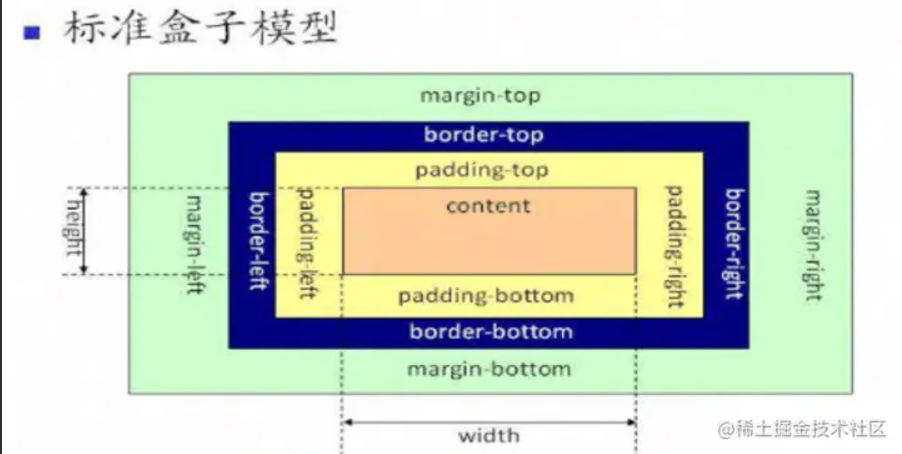 标准盒子模型
margin-top
border-top
padding-top
content
height
margin-left
border-left
padding-left
padding-right
border-right
margin-right
padding-bottom
border-bottom
margin-bottom
width
@稀土掘金技术社区